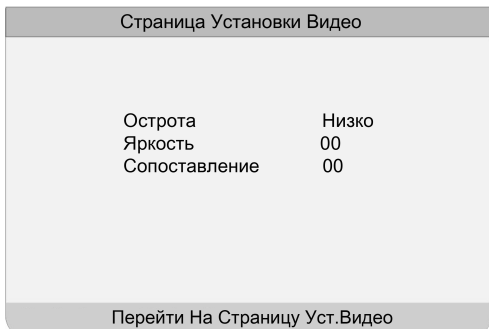 Страница Установки Видео
Острота Низко
Яркость 00
Сопоставление 00
Перейти На Страницу Уст.Видео